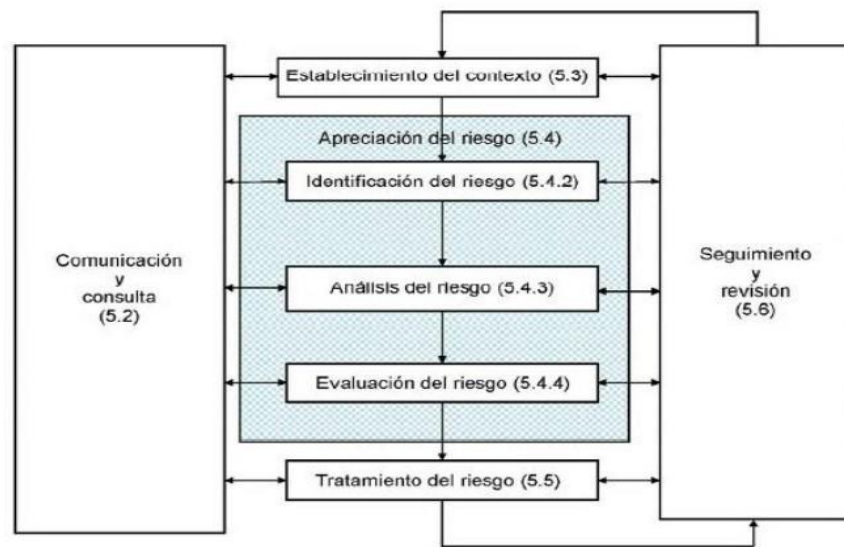 Establecimiento del contexto (5.3)
Apreciación del riesgo (5.4)
Identificación del riesgo (5.4.2)
Análisis del riesgo (5.4.3)
Evaluación del riesgo (5.4.4)
Tratamiento del riesgo (5.5)
Comunicación
y
consulta
(5.2)
Seguimiento
y
revisión
(5.6)